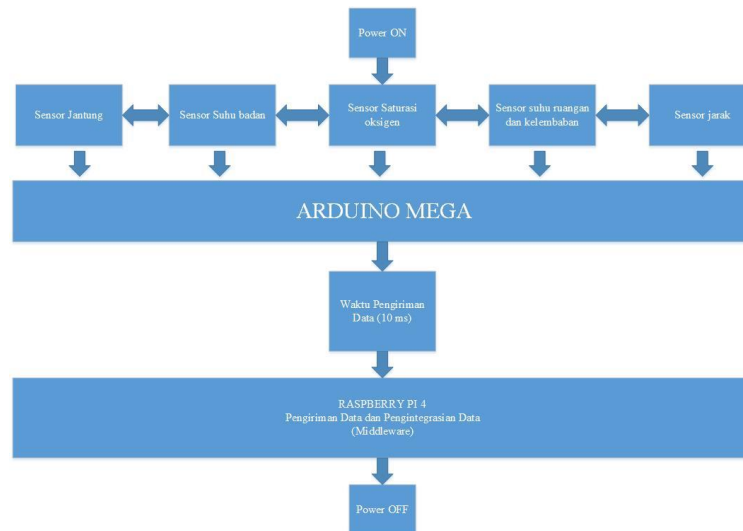 Power ON
Sensor Jantung
Sensor Suhu badan
Sensor Saturasi
oksigen
Sensor suhu ruangan
dan kelembaban
Sensor jarak
ARDUINO MEGA
Waktu Pengiriman
Data (10 ms)
RASPBERRY PI 4
Pengiriman Data dan Pengintegrasian Data
(Middleware)
Power OFF